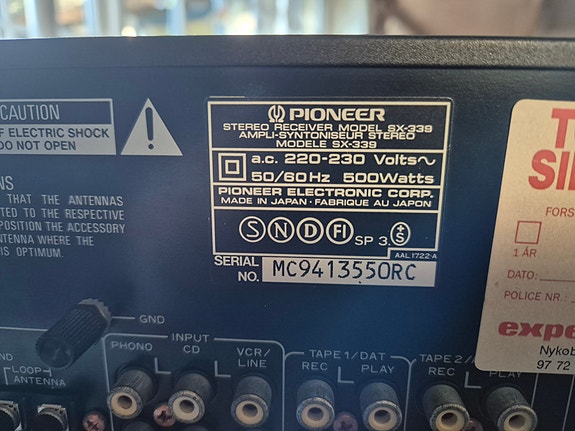 CAUTION
F ELECTRIC SHOCK
DO NOT OPEN
NS
THAT THE ANTENNAS
TED TO THE RESPECTIVE
POSITION THE ACCESSORY
NTENNA WHERE THE
IS OPTIMUM.
PIONEER
STEREO RECEIVER MODEL SX-339
AMPLI-SYNTONISEUR STEREO
MODELE SX-339
a.c. 220-230 Volts~
50/60Hz 500Watts
PIONEER ELECTRONIC CORP.
MADE IN JAPAN · FABRIQUE AU JAPON
S N D FI SP 3. S
AAL1722-A
SERIAL
NO. MC9413550RC
FORS
1 ÅR
DATO:
POLICE NR.:
expe
Nykob
97 72
GND
INPUT
PHONO CD VCR/
LINE
TAPE 1/DAT
REC PLAY
TAPE 2/
REC PLAY
ND
LOOP
ANTENNA